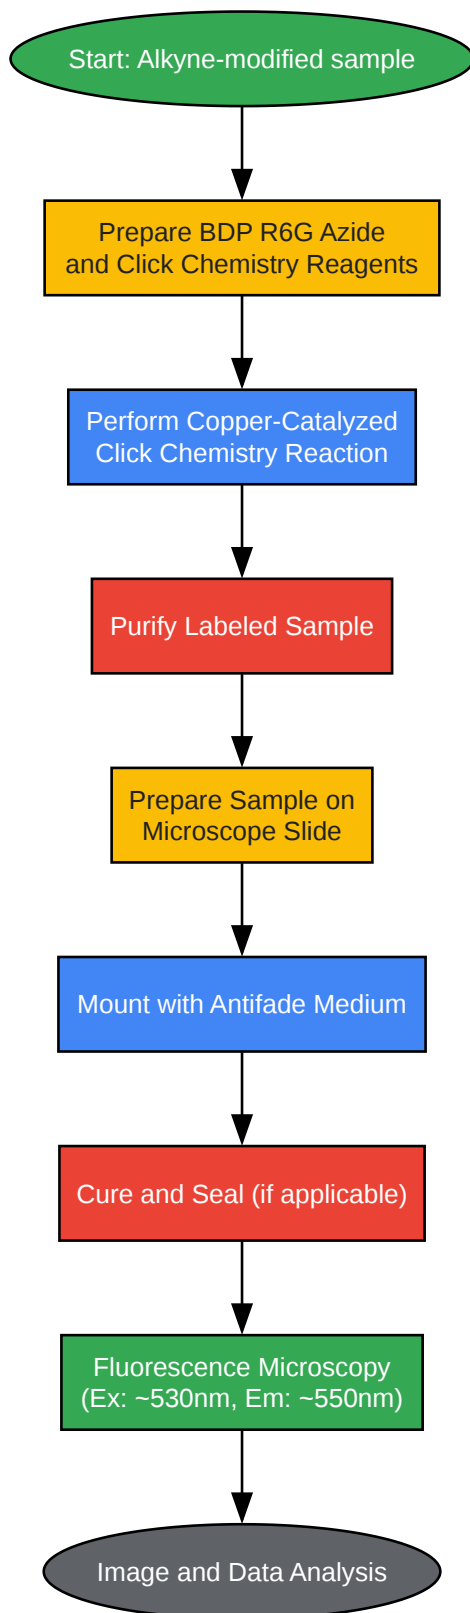 Start: Alkyne-modified sample
Prepare BDP R6G Azide
and Click Chemistry Reagents
Perform Copper-Catalyzed
Click Chemistry Reaction
Purify Labeled Sample
Prepare Sample on
Microscope Slide
Mount with Antifade Medium
Cure and Seal (if applicable)
Fluorescence Microscopy
(Ex: ~530nm, Em: ~550nm)
Image and Data Analysis